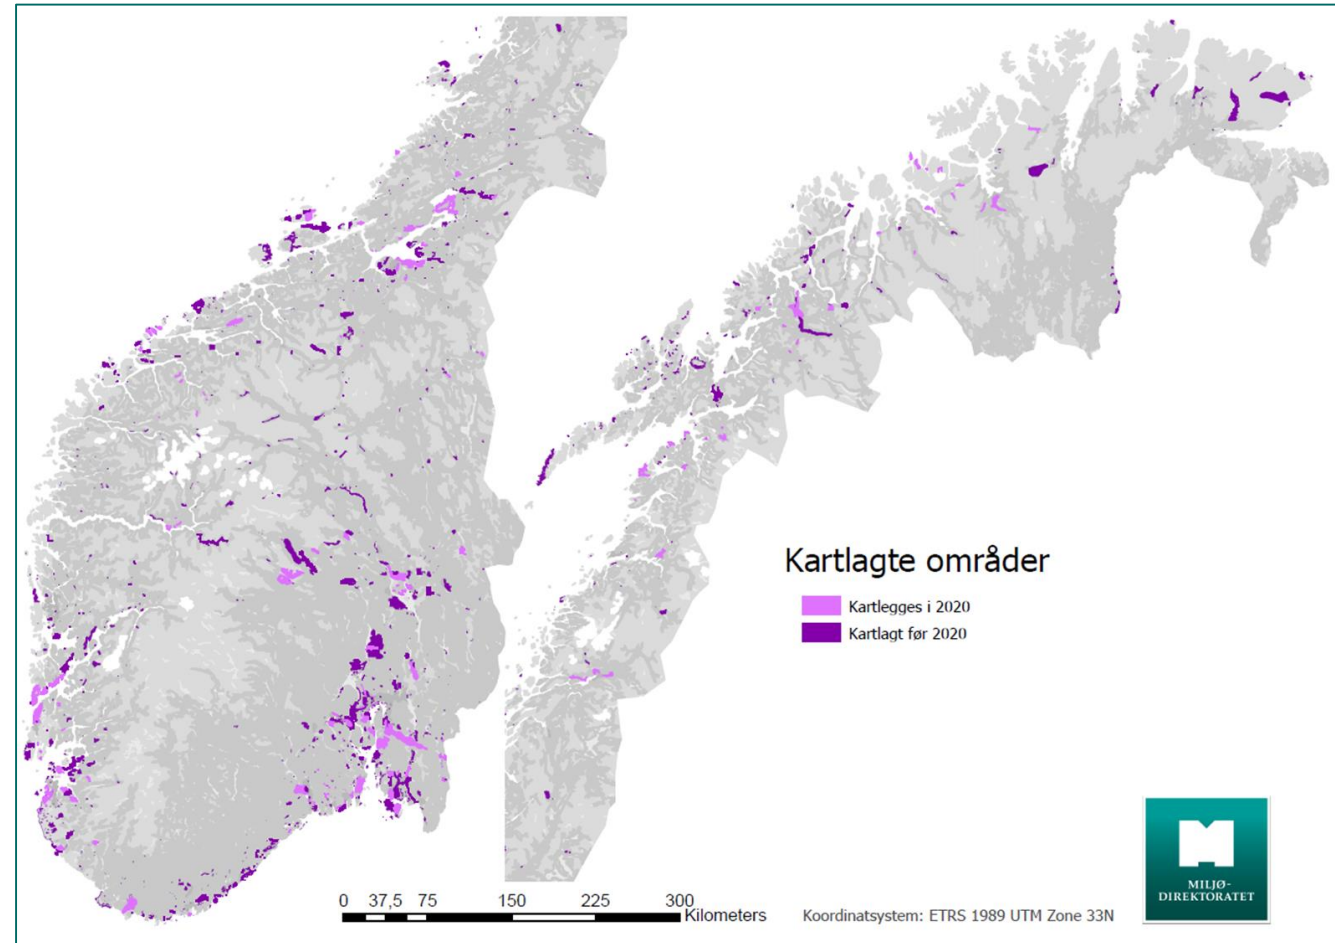 Kartlagte områder
Kartlegges i 2020
Kartlagt før 2020
0 37,5 75 150 225 300
Kilometers
Koordinatsystem: ETRS 1989 UTM Zone 33N
MILJØ-
DIREKTORATET